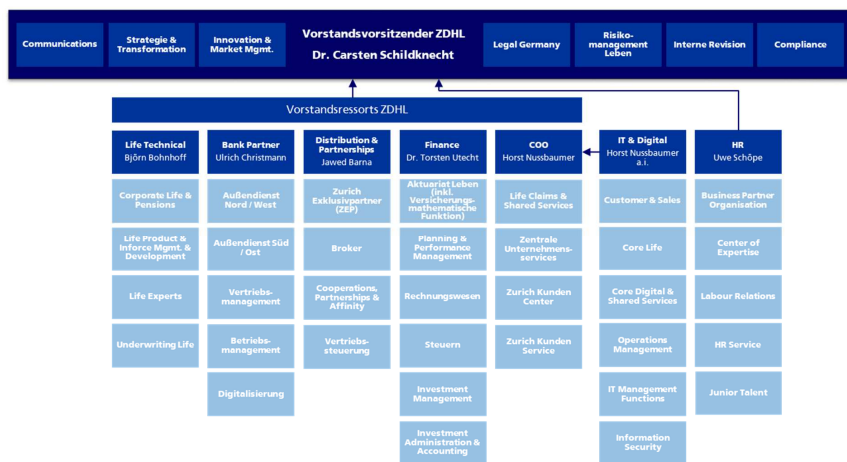 Communications
Strategie &
Transformation
Innovation &
Market Mgmt.
Vorstandsvorsitzender ZDHL
Dr. Carsten Schildknecht
Legal Germany
Risiko-
management
Leben
Interne Revision
Compliance
Vorstandsressorts ZDHL
Life Technical
Björn Bohnhoff
Bank Partner
Ulrich Christmann
Distribution &
Partnerships
Jawed Barna
Finance
Dr. Torsten Utecht
COO
Horst Nussbaumer
IT & Digital
Horst Nussbaumer
a.i.
HR
Uwe Schöpe
Corporate Life &
Pensions
Life Product &
Inforce Mgmt. &
Development
Life Experts
Underwriting Life
Außendienst
Nord / West
Außendienst Süd
/ Ost
Vertriebs-
management
Betriebs-
management
Digitalisierung
Zurich
Exklusivpartner
(ZEP)
Broker
Cooperations,
Partnerships &
Affinity
Vertriebs-
steuerung
Aktuariat Leben
(inkl.
Versicherungs-
mathematische
Funktion)
Planning &
Performance
Management
Rechnungswesen
Steuern
Investment
Management
Investment
Administration &
Accounting
Life Claims &
Shared Services
Zentrale
Unternehmens-
services
Zurich Kunden
Center
Zurich Kunden
Service
Customer & Sales
Core Life
Core Digital &
Shared Services
Operations
Management
IT Management
Functions
Information
Security
Business Partner
Organisation
Center of
Expertise
Labour Relations
HR Service
Junior Talent